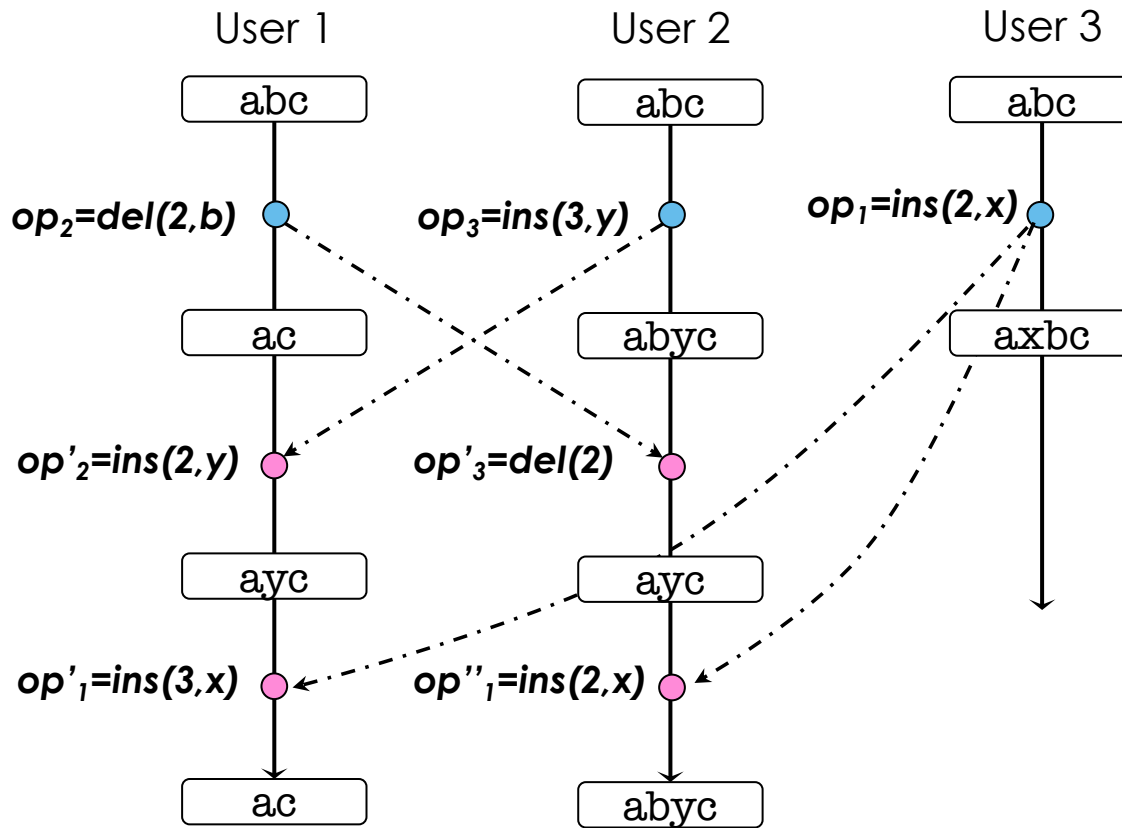 User 1 User 2 User 3
abc abc abc
op₂=del(2,b) op₃=ins(3,y) op₁=ins(2,x)
ac abyc axbc
op'₂=ins(2,y) op'₃=del(2)
ayc ayc
op'₁=ins(3,x) op''₁=ins(2,x)
ac abyc